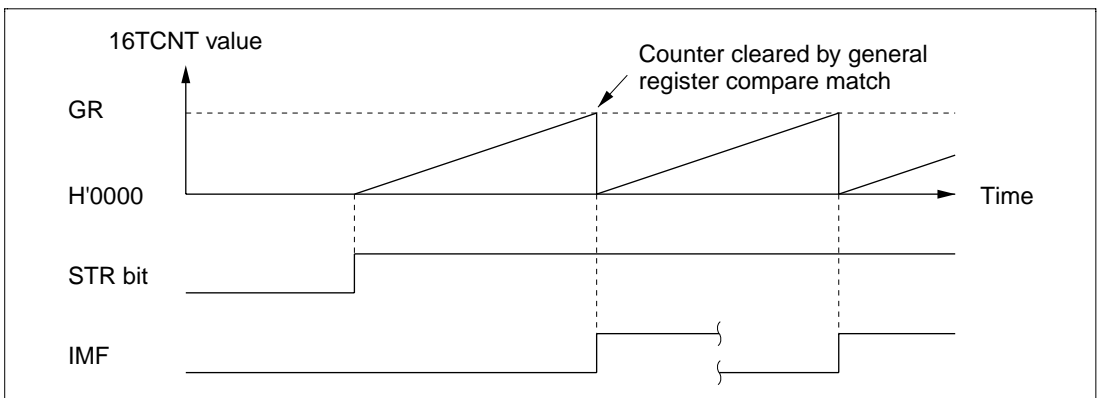 16TCNT value
Counter cleared by general
register compare match
GR
H'0000
Time
STR bit
IMF